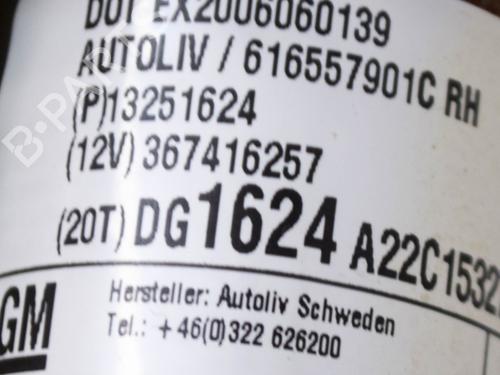 DOT EX2006060139
AUTOLIV / 616557901C RH
(P)13251624
(12V) 367416257
(20T) DG1624 A22C1532
GM
Hersteller: Autoliv Schweden
Tel.: + 46(0)322 626200
B-PARTS